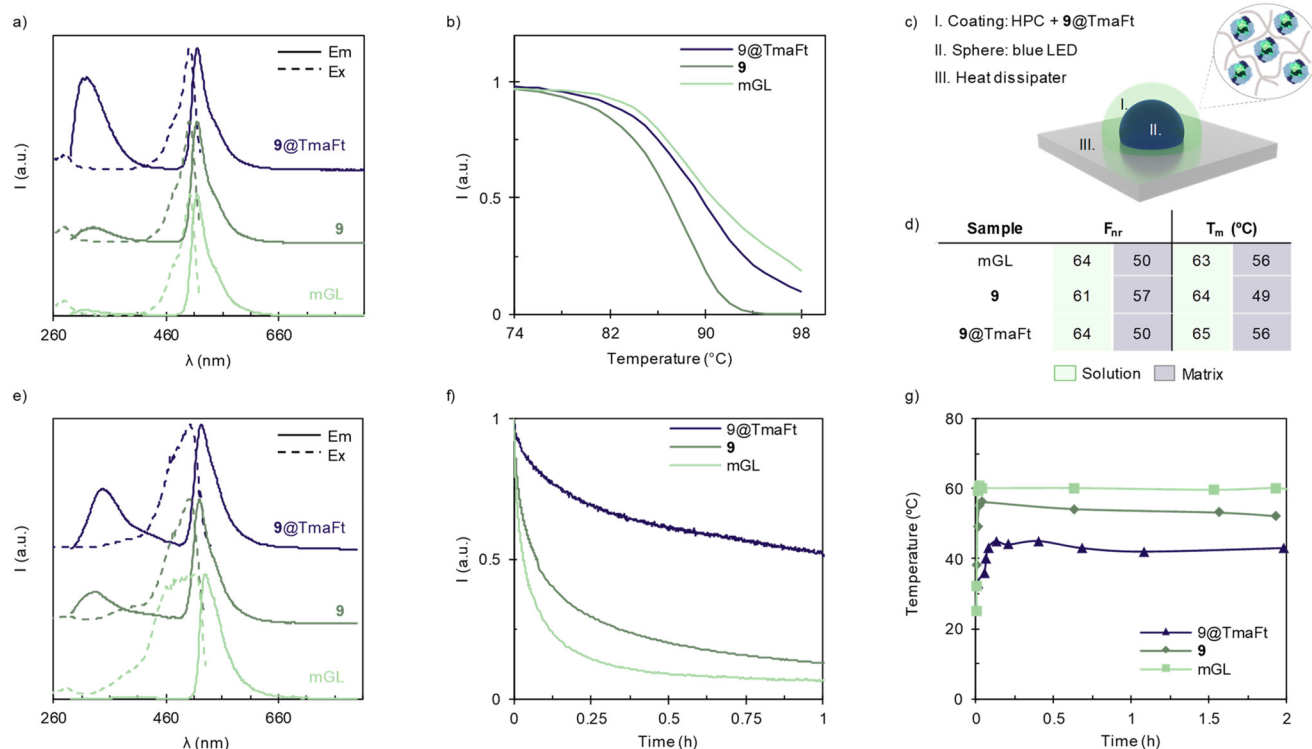 a)
I (a.u.)
Em
Ex
9@TmaFt
9
mGL
260
460
660
λ (nm)
b)
9@TmaFt
9
mGL
I (a.u.)
1
0.5
0
74
82
90
98
Temperature (°C)
c)
I. Coating: HPC + 9@TmaFt
II. Sphere: blue LED
III. Heat dissipater
I.
II.
III.
d)
Sample Fnr Tm (ºC)
mGL 64 50 63 56
9 61 57 64 49
9@TmaFt 64 50 65 56
Solution Matrix
e)
I (a.u.)
Em
Ex
9@TmaFt
9
mGL
260
460
660
λ (nm)
f)
9@TmaFt
9
mGL
I (a.u.)
1
0.5
0
0
0.25
0.5
0.75
1
Time (h)
g)
Temperature (ºC)
80
60
40
20
0
9@TmaFt
9
mGL
0
0.5
1
1.5
2
Time (h)